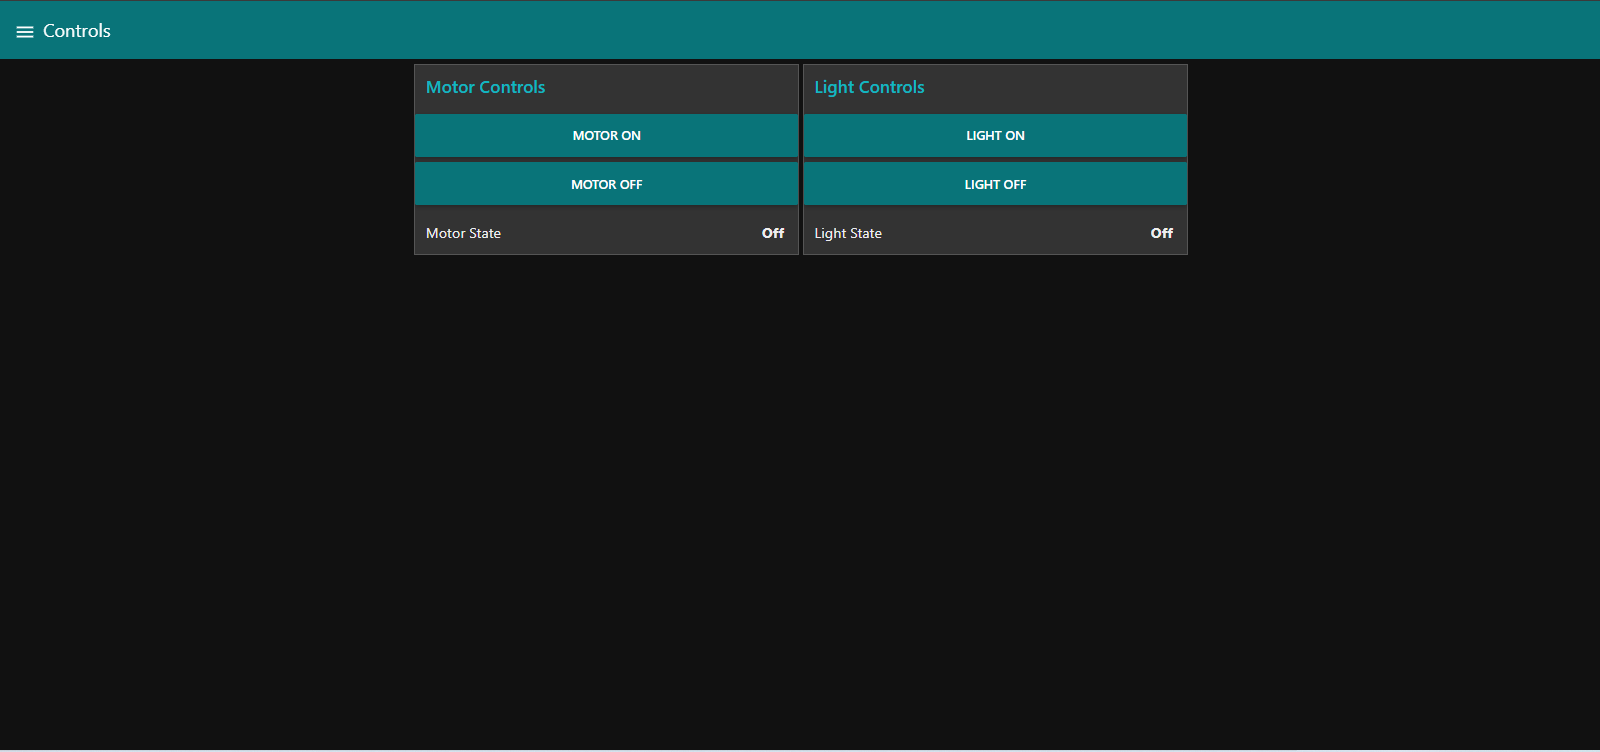 Controls
Motor Controls
MOTOR ON
MOTOR OFF
Motor State Off
Light Controls
LIGHT ON
LIGHT OFF
Light State Off